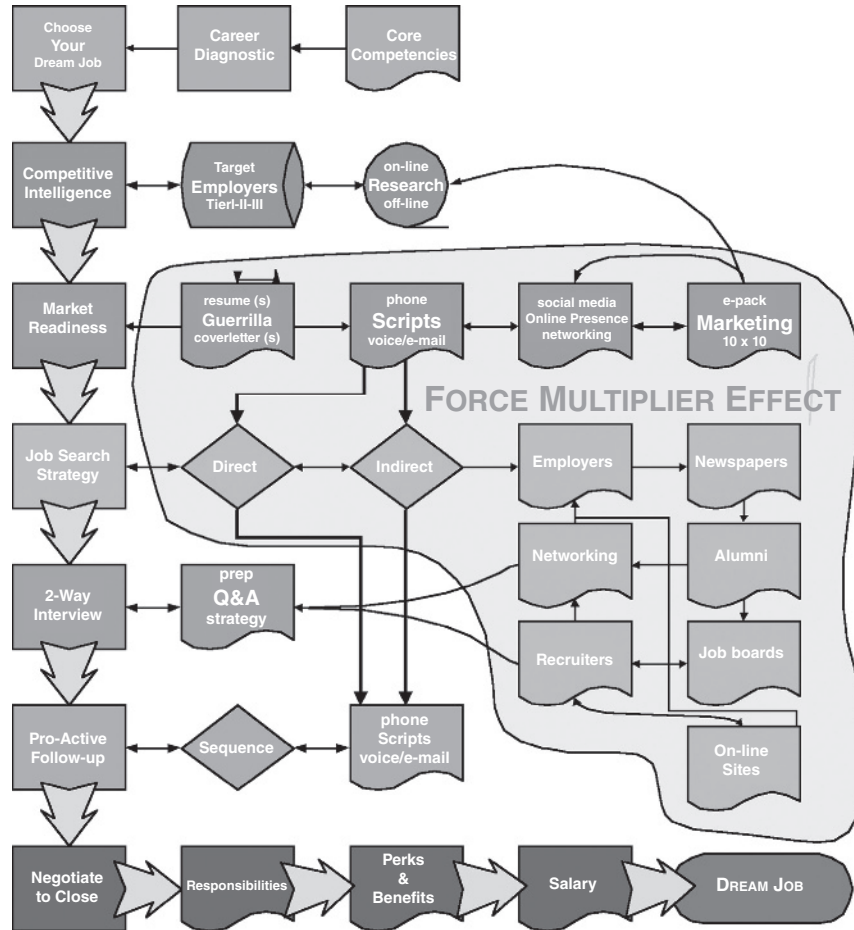 Choose
Your
Dream Job
Career
Diagnostic
Core
Competencies
Competitive
Intelligence
Target
Employers
TierI-II-III
on-line
Research
off-line
Market
Readiness
resume (s)
Guerrilla
coverletter (s)
phone
Scripts
voice/e-mail
social media
Online Presence
networking
e-pack
Marketing
10 x 10
FORCE MULTIPLIER EFFECT
Job Search
Strategy
Direct
Indirect
Employers
Newspapers
Networking
Alumni
2-Way
Interview
prep
Q&A
strategy
Recruiters
Job boards
Pro-Active
Follow-up
Sequence
phone
Scripts
voice/e-mail
On-line
Sites
Negotiate
to Close
Responsibilities
Perks
&
Benefits
Salary
DREAM JOB